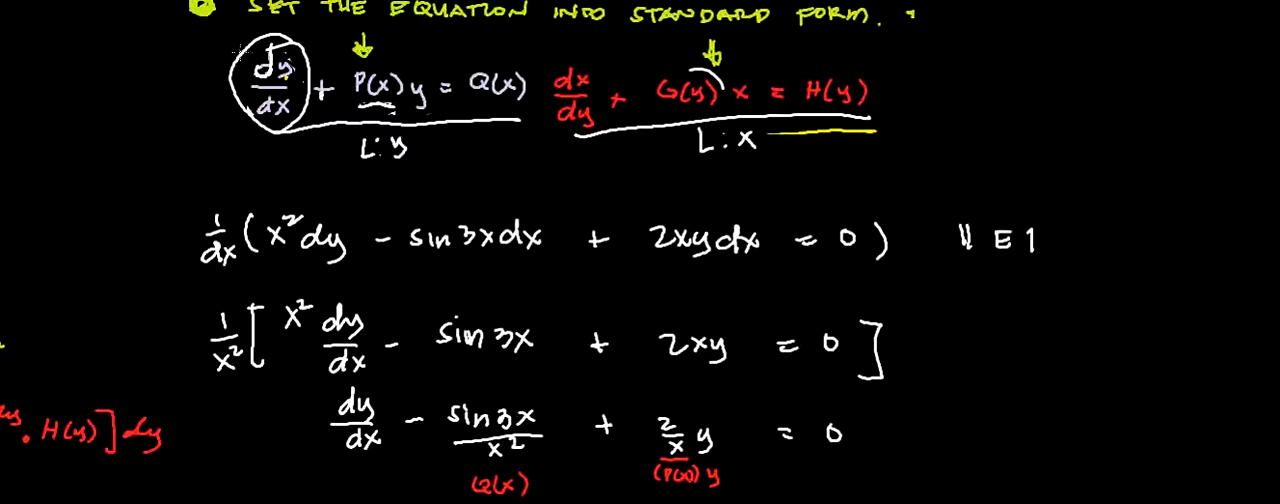 SET THE EQUATION INTO STANDARD FORM.
dy/dx + P(x) y = Q(x) dx/dy + G(y) x = H(y)
L: y L: x
1/dx (x² dy - sin 3x dx + 2xy dx = 0) // E 1
1/x² [x² dy/dx - sin 3x + 2xy = 0]
dy/dx - sin 3x/x² + 2/x y = 0
. H(y)] dy
Q(x) (P(x)) y